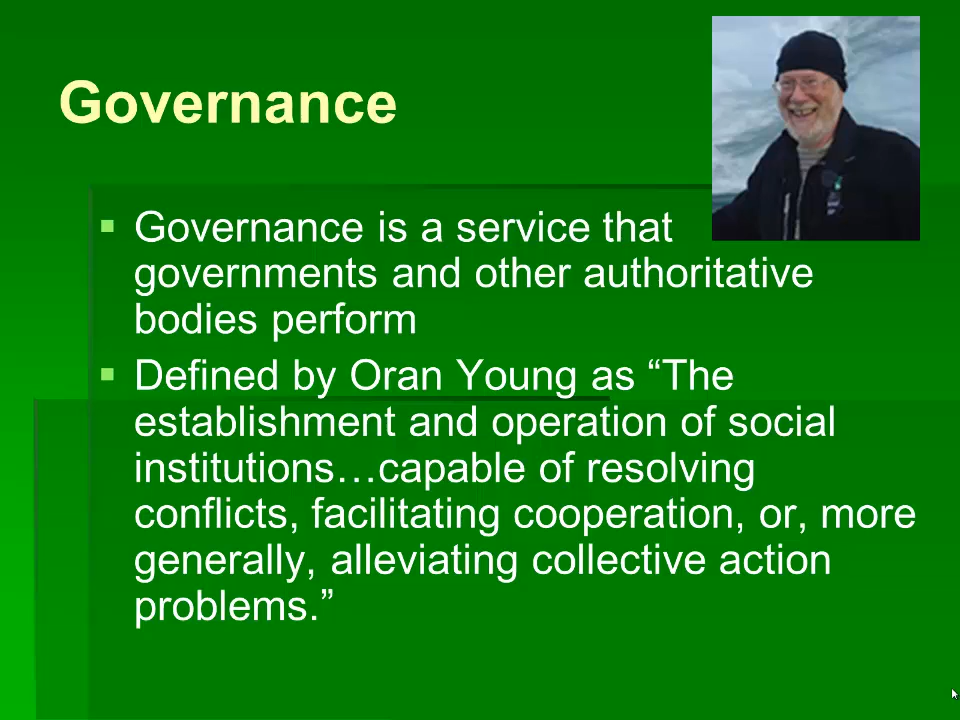 Governance
Governance is a service that
governments and other authoritative
bodies perform
Defined by Oran Young as “The
establishment and operation of social
institutions…capable of resolving
conflicts, facilitating cooperation, or, more
generally, alleviating collective action
problems.”